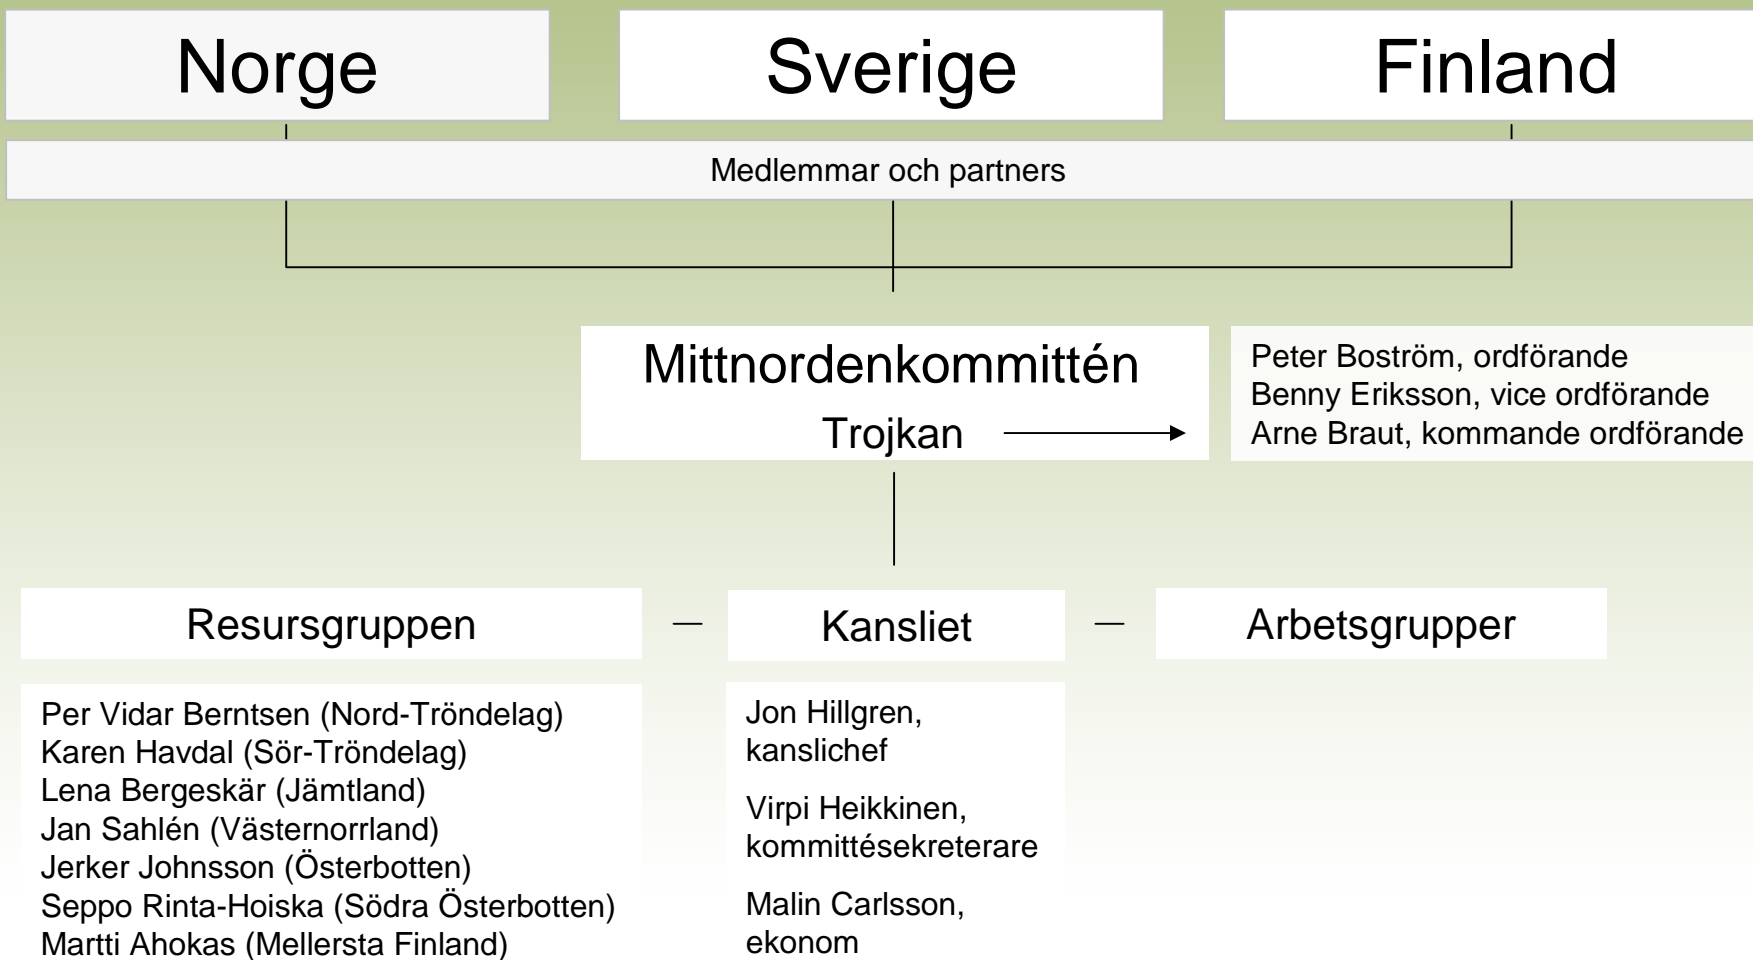 Norge
Sverige
Finland
Medlemmar och partners
Mittnordenkommittén
Trojkan
Peter Boström, ordförande
Benny Eriksson, vice ordförande
Arne Braut, kommande ordförande
Resursgruppen
Kansliet
Arbetsgrupper
Per Vidar Berntsen (Nord-Tröndelag)
Karen Havdal (Sör-Tröndelag)
Lena Bergeskär (Jämtland)
Jan Sahlén (Västernorrland)
Jerker Johnsson (Österbotten)
Seppo Rinta-Hoiska (Södra Österbotten)
Martti Ahokas (Mellersta Finland)
Jon Hillgren,
kanslichef
Virpi Heikkinen,
kommittésekreterare
Malin Carlsson,
ekonom